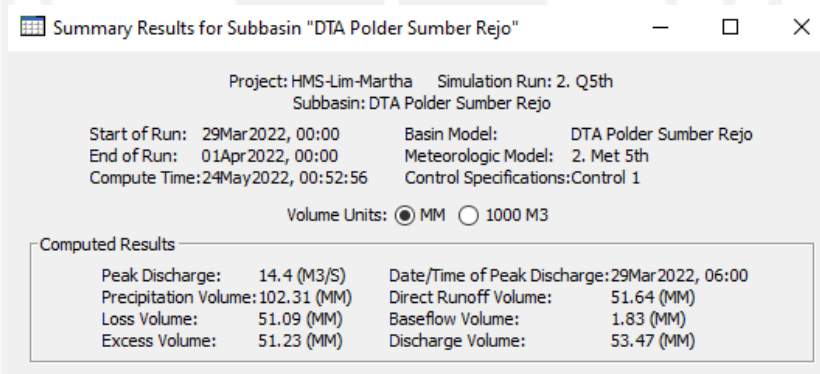 Summary Results for Subbasin "DTA Polder Sumber Rejo"
Project: HMS-Lim-Martha Simulation Run: 2. Q5th
Subbasin: DTA Polder Sumber Rejo
Start of Run: 29Mar2022, 00:00 Basin Model: DTA Polder Sumber Rejo
End of Run: 01Apr2022, 00:00 Meteorologic Model: 2. Met 5th
Compute Time:24May2022, 00:52:56 Control Specifications:Control 1
Volume Units: MM 1000 M3
Computed Results
Peak Discharge: 14.4 (M3/S) Date/Time of Peak Discharge:29Mar2022, 06:00
Precipitation Volume:102.31 (MM) Direct Runoff Volume: 51.64 (MM)
Loss Volume: 51.09 (MM) Baseflow Volume: 1.83 (MM)
Excess Volume: 51.23 (MM) Discharge Volume: 53.47 (MM)